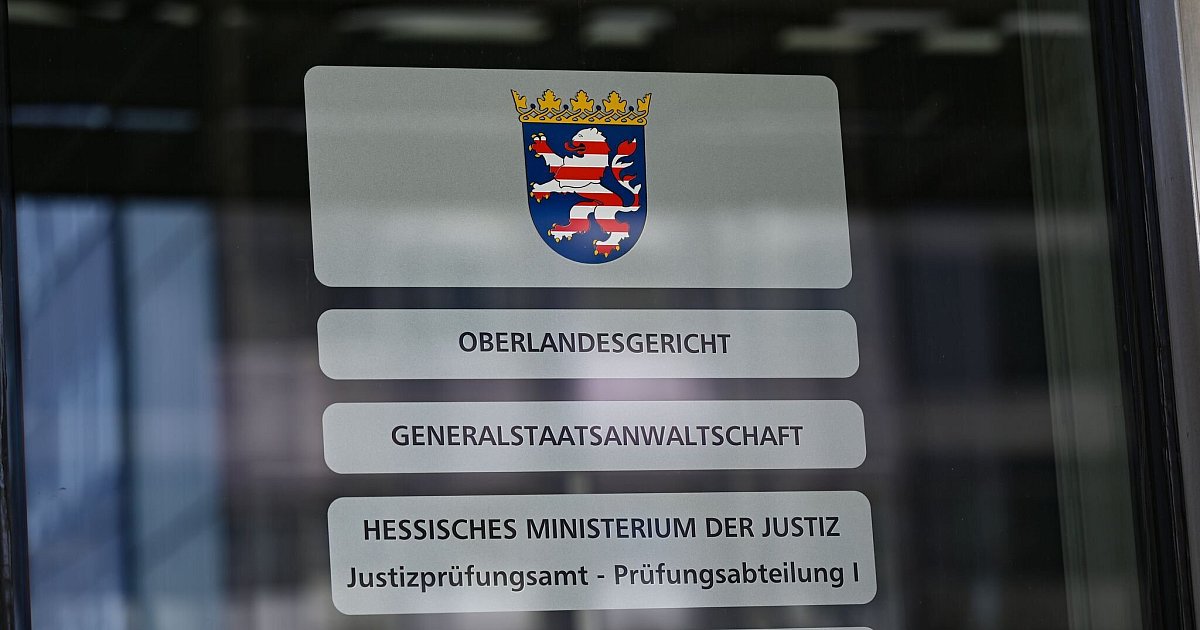 OBERLANDESGERICHT
GENERALSTAATSANWALTSCHAFT
HESSISCHES MINISTERIUM DER JUSTIZ
Justizprüfungsamt - Prüfungsabteilung I